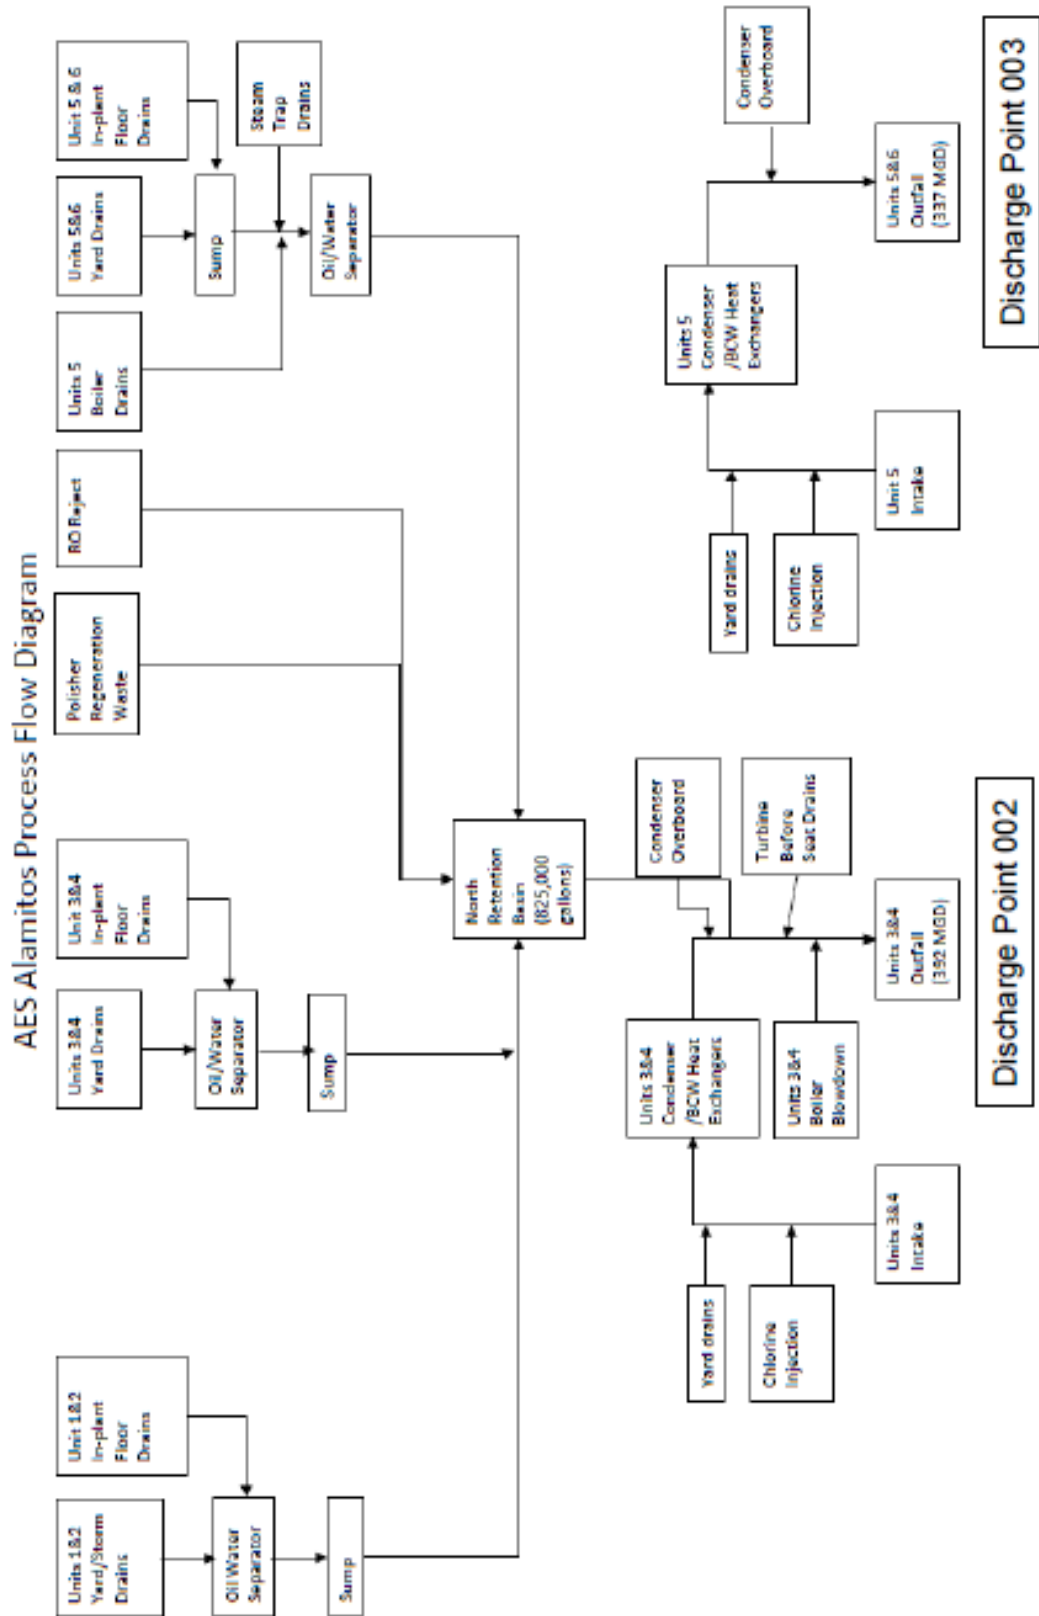 AES Alamitos Process Flow Diagram
Units 1&2
Yard/Storm
Drains
Unit 1&2
In-plant
Floor
Drains
Units 3&4
Yard Drains
Unit 3&4
In-plant
Floor
Drains
Polisher
Regeneration
Waste
RO Reject
Units 5
Boiler
Drains
Units 5&6
Yard Drains
Unit 5 & 6
In-plant
Floor
Drains
Oil Water
Separator
Oil/Water
Separator
Sump
Steam
Trap
Drains
Sump
Sump
Oil/Water
Separator
North
Retention
Basin
(825,000
gallons)
Yard drains
Chlorine
Injection
Units 3&4
Intake
Units 3&4
Condenser
/BCW Heat
Exchangers
Units 3&4
Boiler
Blowdown
Condenser
Overboard
Turbine
Before
Seat Drains
Units 3&4
Outfall
(392 MGD)
Yard drains
Chlorine
Injection
Unit 5
Intake
Units 5
Condenser
/BCW Heat
Exchangers
Condenser
Overboard
Units 5&6
Outfall
(337 MGD)
Discharge Point 002
Discharge Point 003